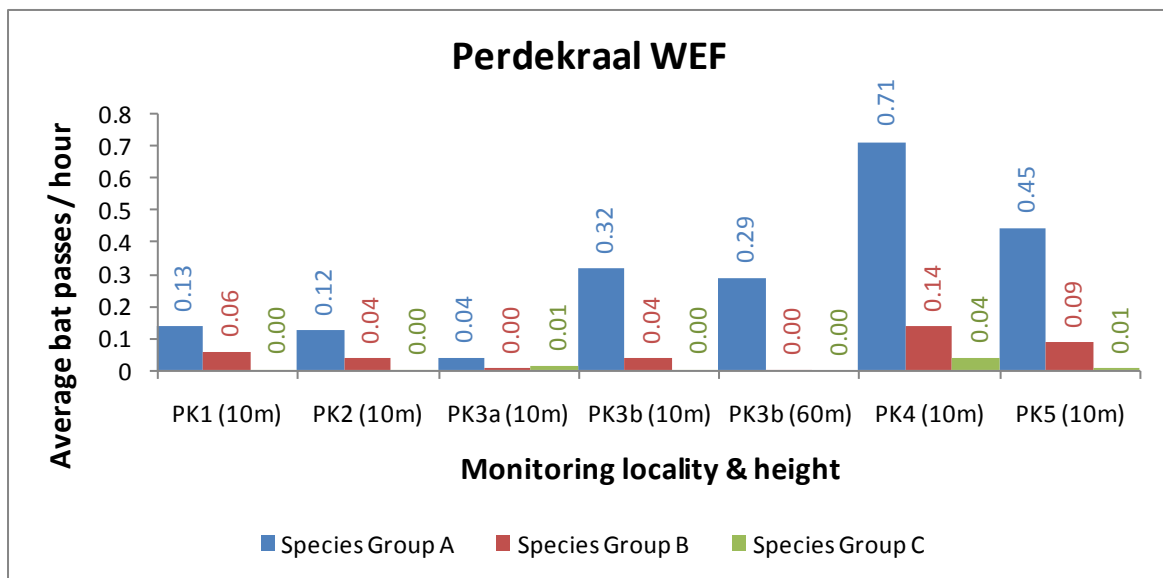 Perdekraal WEF
Average bat passes / hour
0.8
0.7
0.6
0.5
0.4
0.3
0.2
0.1
0
0.13 0.06 0.00 0.12 0.04 0.00 0.04 0.00 0.01 0.32 0.04 0.00 0.29 0.00 0.00 0.71 0.14 0.04 0.45 0.09 0.01
PK1 (10m) PK2 (10m) PK3a (10m) PK3b (10m) PK3b (60m) PK4 (10m) PK5 (10m)
Monitoring locality & height
Species Group A Species Group B Species Group C